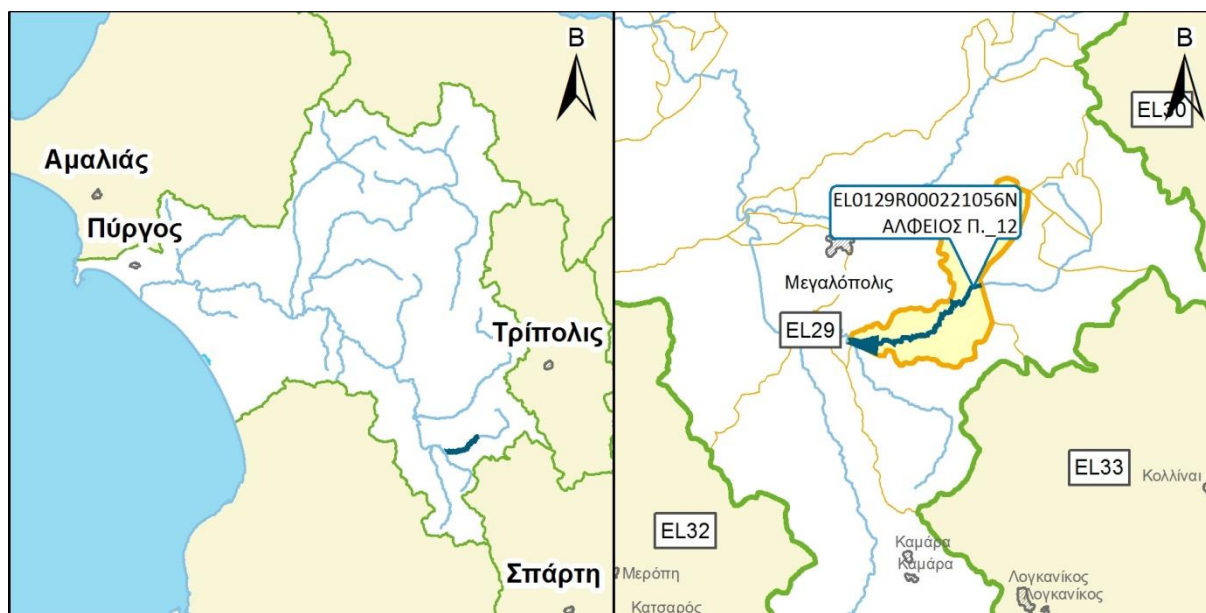 Β
Αμαλιάς
Πύργος
Τρίπολις
Σπάρτη
Β
EL30
EL0129R000221056N
ΑΛΦΕΙΟΣ Π._12
Μεγαλόπολις
EL29
EL33
Κολλίναι
EL32
Καμάρα
Καμάρα
Μερόπη
Λογκανίκος
Λογκανίκος
Κατσαρός